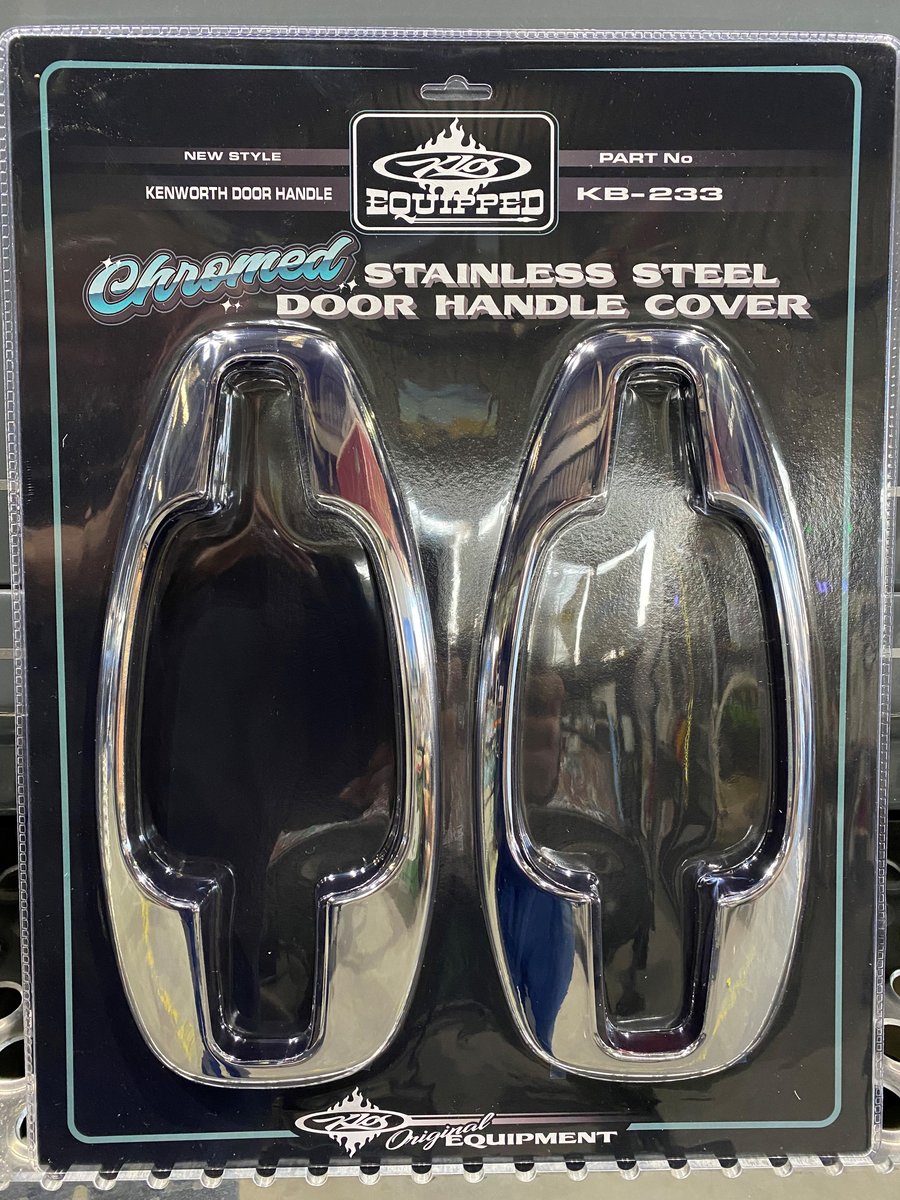 NEW STYLE
KENWORTH DOOR HANDLE
Klos
EQUIPPED
PART No
KB-233
Chromed STAINLESS STEEL
DOOR HANDLE COVER
Klos Original EQUIPMENT